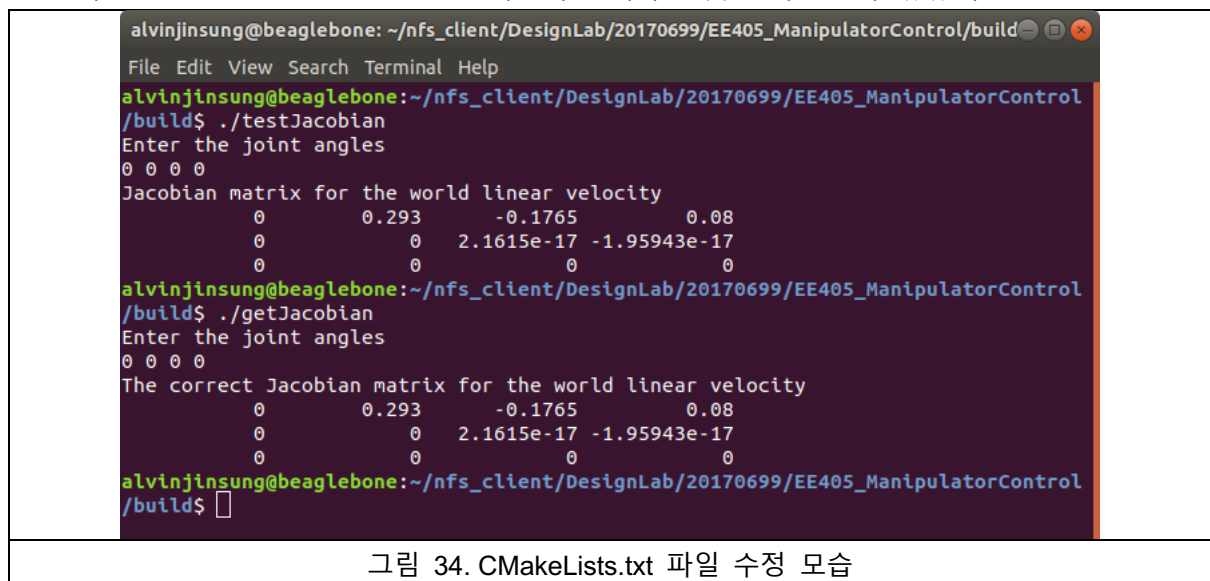 alvinjinsung@beaglebone: ~/nfs_client/DesignLab/20170699/EE405_ManipulatorControl/build
File Edit View Search Terminal Help
alvinjinsung@beaglebone:~/nfs_client/DesignLab/20170699/EE405_ManipulatorControl
/build$ ./testJacobian
Enter the joint angles
0 0 0 0
Jacobian matrix for the world linear velocity
0 0.293 -0.1765 0.08
0 0 2.1615e-17 -1.95943e-17
0 0 0 0
alvinjinsung@beaglebone:~/nfs_client/DesignLab/20170699/EE405_ManipulatorControl
/build$ ./getJacobian
Enter the joint angles
0 0 0 0
The correct Jacobian matrix for the world linear velocity
0 0.293 -0.1765 0.08
0 0 2.1615e-17 -1.95943e-17
0 0 0 0
alvinjinsung@beaglebone:~/nfs_client/DesignLab/20170699/EE405_ManipulatorControl
/build$
그림 34. CMakeLists.txt 파일 수정 모습